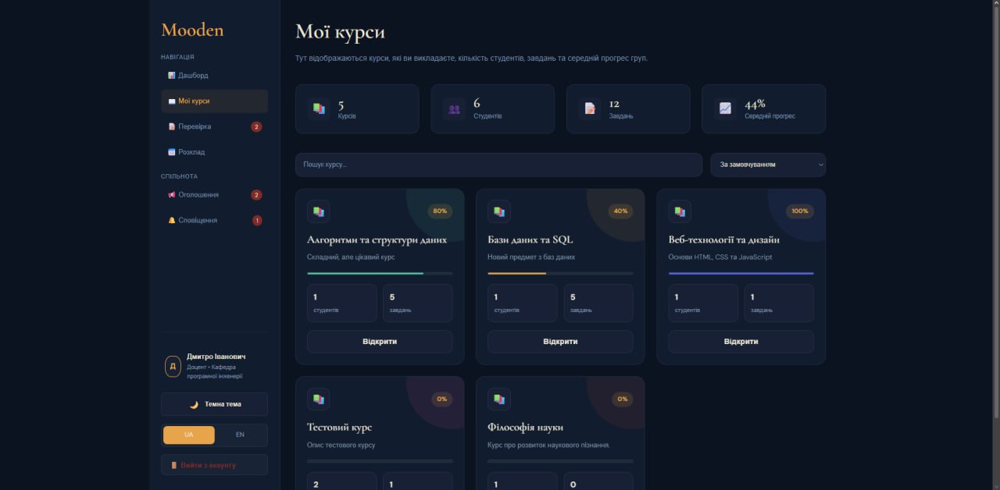 Mooden
НАВІГАЦІЯ
Дашборд
Мої курси
Перевірка 2
Розклад
СПІЛЬНОТА
Оголошення 2
Сповіщення 1
Д
Дмитро Іванович
Доцент • Кафедра
програмної інженерії
Темна тема
UA EN
Вийти з акаунту
Мої курси
Тут відображаються курси, які ви викладаєте, кількість студентів, завдань та середній прогрес груп.
5
Курсів
6
Студентів
12
Завдань
44%
Середній прогрес
Пошук курсу...
За замовчуванням
80%
Алгоритми та структури даних
Складний, але цікавий курс
1
студентів
5
завдань
Відкрити
40%
Бази даних та SQL
Новий предмет з баз даних
1
студентів
5
завдань
Відкрити
100%
Веб-технології та дизайн
Основи HTML, CSS та JavaScript
1
студентів
1
завдань
Відкрити
0%
Тестовий курс
Опис тестового курсу
2
1
0%
Філософія науки
Курс про розвиток наукового пізнання.
1
0